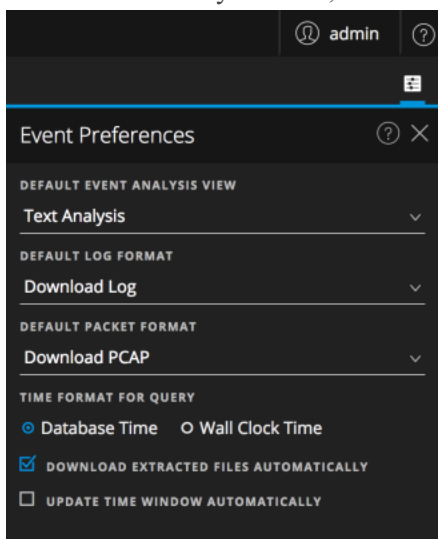 admin
Event Preferences
DEFAULT EVENT ANALYSIS VIEW
Text Analysis
DEFAULT LOG FORMAT
Download Log
DEFAULT PACKET FORMAT
Download PCAP
TIME FORMAT FOR QUERY
Database Time Wall Clock Time
DOWNLOAD EXTRACTED FILES AUTOMATICALLY
UPDATE TIME WINDOW AUTOMATICALLY